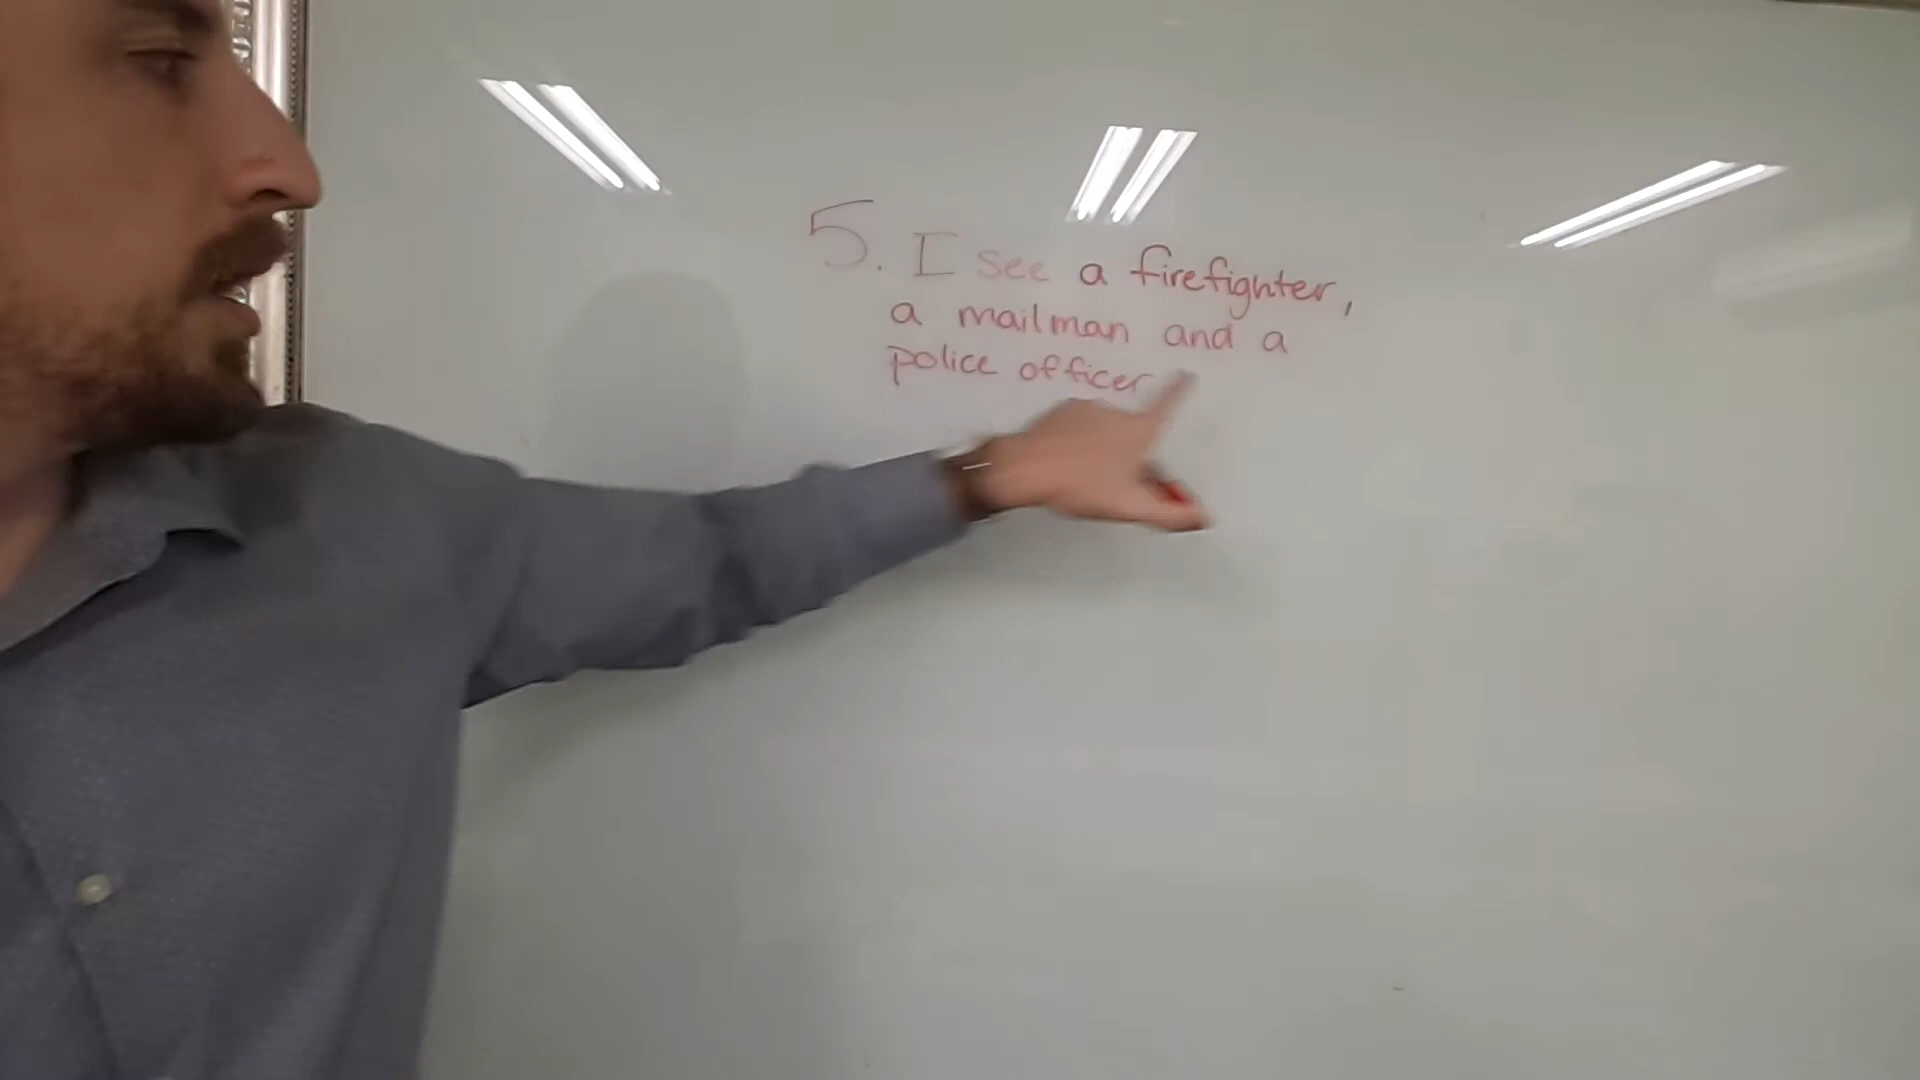 5. I see a firefighter,
a mailman and a
police officer